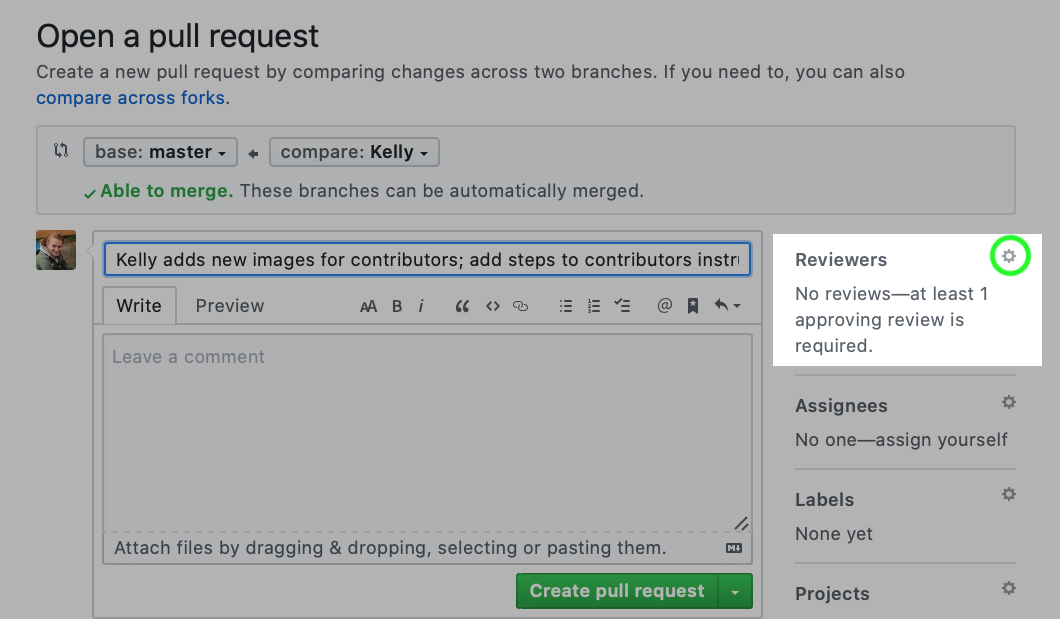 Open a pull request
Create a new pull request by comparing changes across two branches. If you need to, you can also
compare across forks.
base: master
compare: Kelly
Able to merge. These branches can be automatically merged.
Kelly adds new images for contributors; add steps to contributors instru
Write Preview AA B i @
Leave a comment
Attach files by dragging & dropping, selecting or pasting them.
Create pull request
Reviewers
No reviews—at least 1
approving review is
required.
Assignees
No one—assign yourself
Labels
None yet
Projects